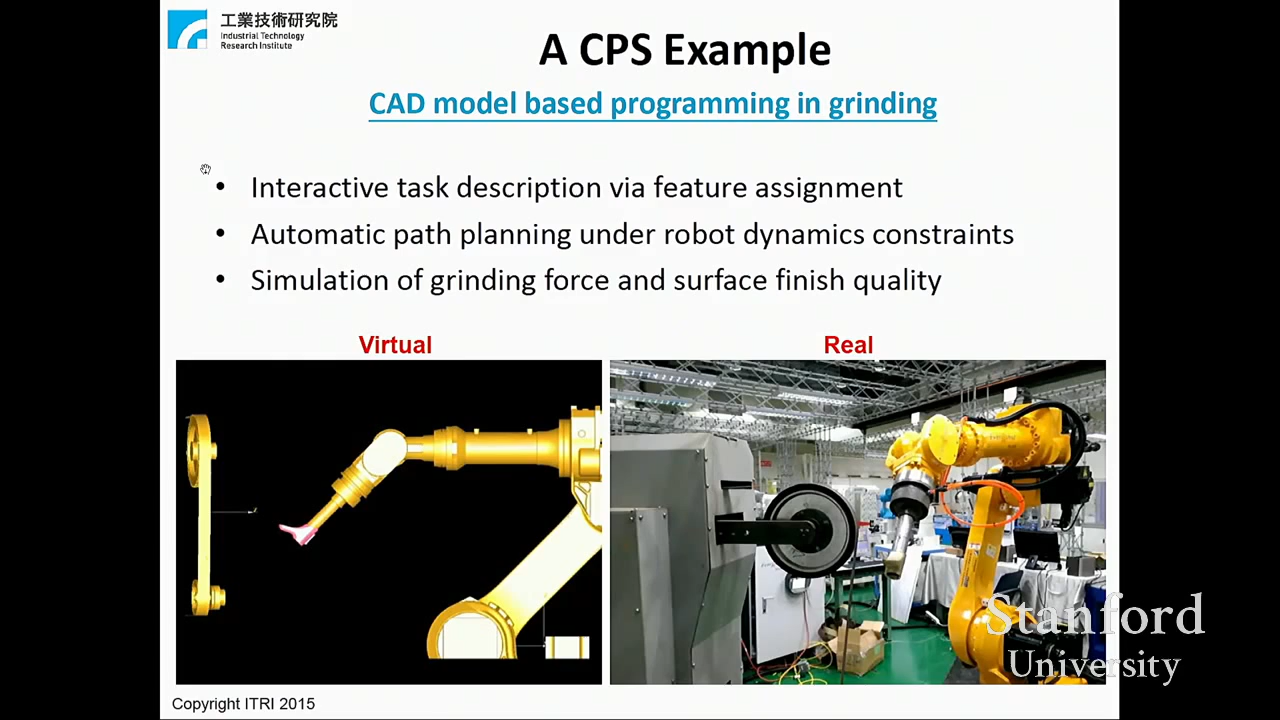 工業技術研究院
Industrial Technology
Research Institute
A CPS Example
CAD model based programming in grinding
• Interactive task description via feature assignment
• Automatic path planning under robot dynamics constraints
• Simulation of grinding force and surface finish quality
Virtual
Real
Stanford
University
Copyright ITRI 2015